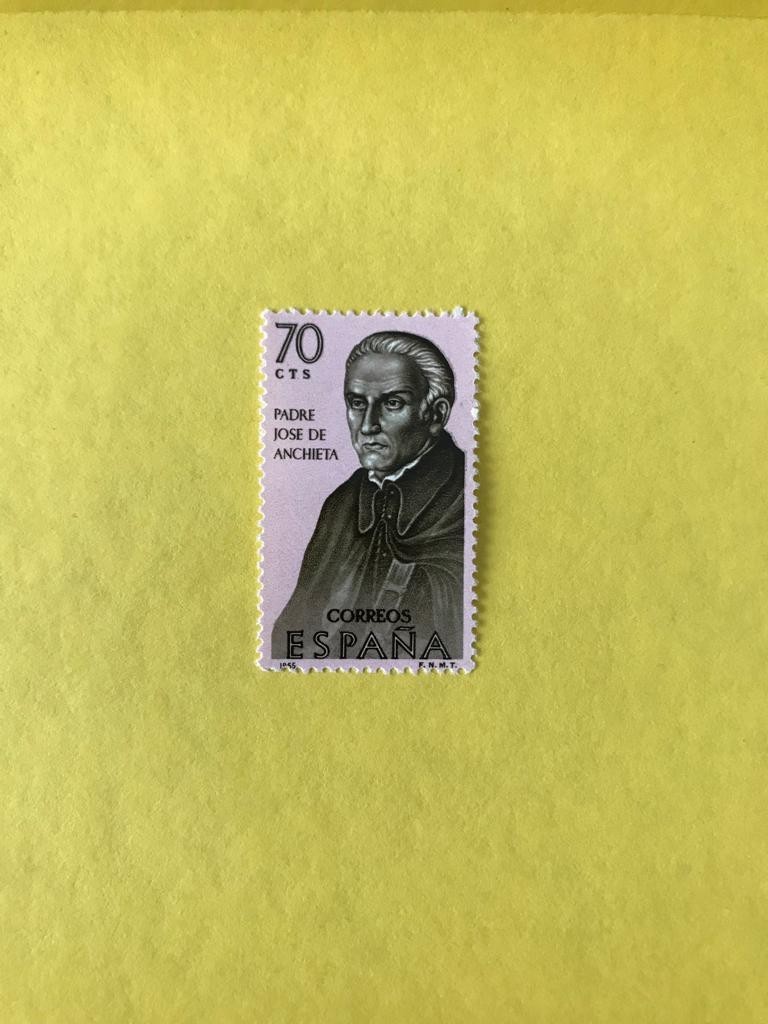 70
CTS
PADRE
JOSE DE
ANCHIETA
CORREOS
ESPAÑA
F. N. M. T.